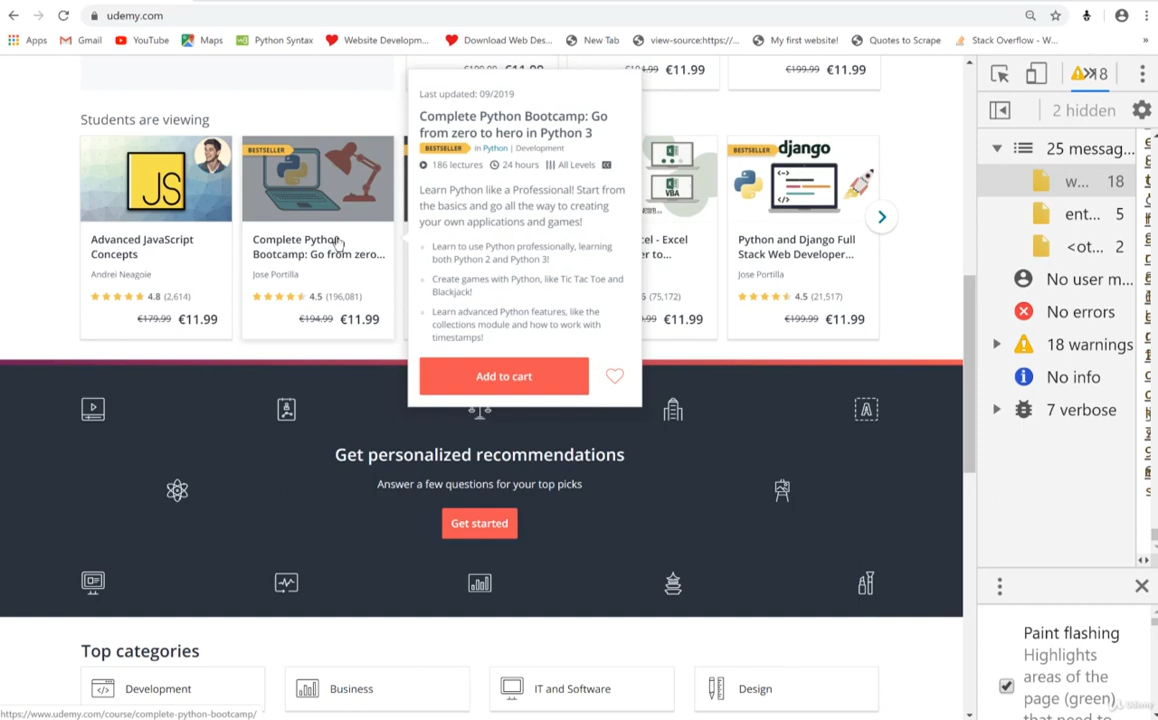 udemy.com
Apps Gmail YouTube Maps Python Syntax Website Developm... Download Web Des... New Tab view-source:https://... My first website! Quotes to Scrape Stack Overflow - W... »
€11.99 €199.99 €11.99
Students are viewing
Last updated: 09/2019
Complete Python Bootcamp: Go
from zero to hero in Python 3
BESTSELLER in Python | Development
186 lectures 24 hours All Levels
Learn Python like a Professional! Start from
the basics and go all the way to creating
your own applications and games!
Learn to use Python professionally, learning
both Python 2 and Python 3!
Create games with Python, like Tic Tac Toe and
Blackjack!
Learn advanced Python features, like the
collections module and how to work with
timestamps!
Add to cart
JS
Advanced JavaScript
Concepts
Andrei Neagoie
4.8 (2,614)
€179.99 €11.99
BESTSELLER
Complete Python
Bootcamp: Go from zero...
Jose Portilla
4.5 (196,081)
€194.99 €11.99
VBA
cel - Excel
er to...
(75,172)
€11.99
BESTSELLER
django
Python and Django Full
Stack Web Developer...
Jose Portilla
4.5 (21,517)
€199.99 €11.99
A
Get personalized recommendations
Answer a few questions for your top picks
Get started
Top categories
Development
Business
IT and Software
Design
https://www.udemy.com/course/complete-python-bootcamp/
18
2 hidden
25 messag...
w... 18
ent... 5
<ot... 2
No user m...
No errors
18 warnings
No info
7 verbose
Paint flashing
Highlights
areas of the
page (green)
that need to
Udemy